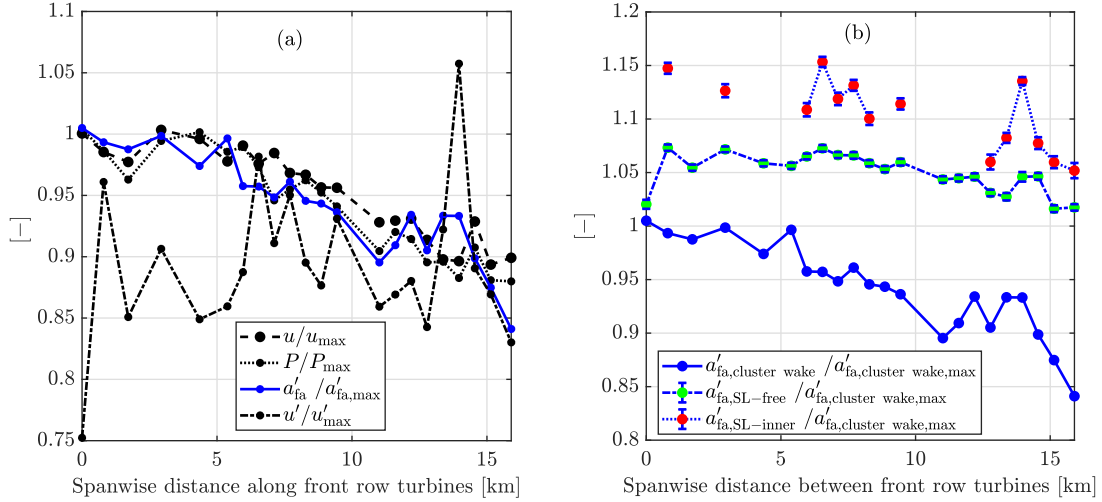 (a)
1.1
1.05
1
0.95
0.9
0.85
0.8
0.75
[−]
0
5
10
15
Spanwise distance along front row turbines [km]
u/u_max
P/P_max
a′_fa /a′_fa,max
u′/u′_max
(b)
1.2
1.15
1.1
1.05
1
0.95
0.9
0.85
0.8
[−]
0
5
10
15
Spanwise distance between front row turbines [km]
a′_fa,cluster wake /a′_fa,cluster wake,max
a′_fa,SL−free /a′_fa,cluster wake,max
a′_fa,SL−inner /a′_fa,cluster wake,max